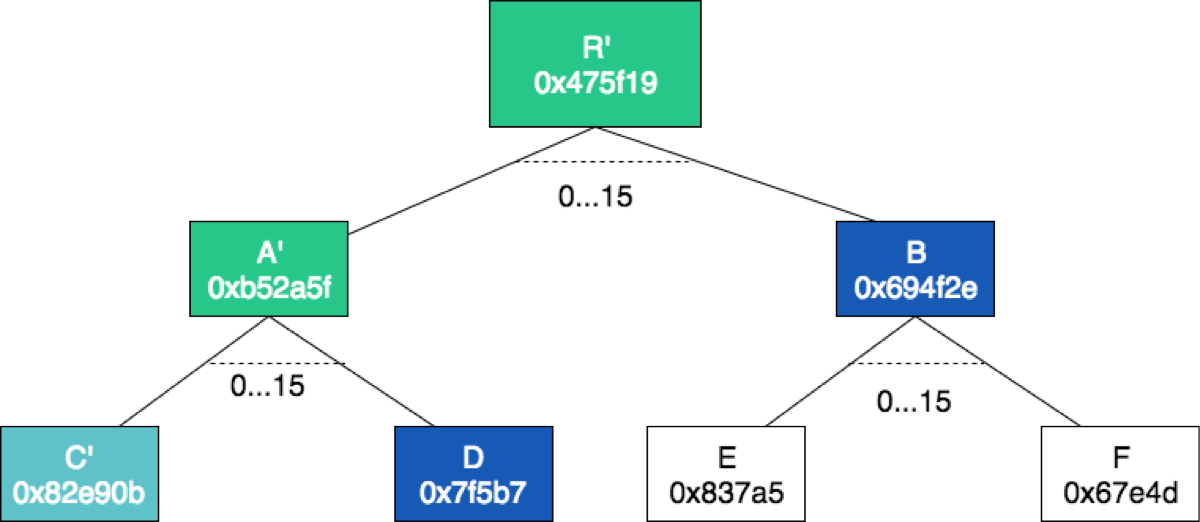 R'
0x475f19
0...15
A'
0xb52a5f
B
0x694f2e
0...15
0...15
C'
0x82e90b
D
0x7f5b7
E
0x837a5
F
0x67e4d